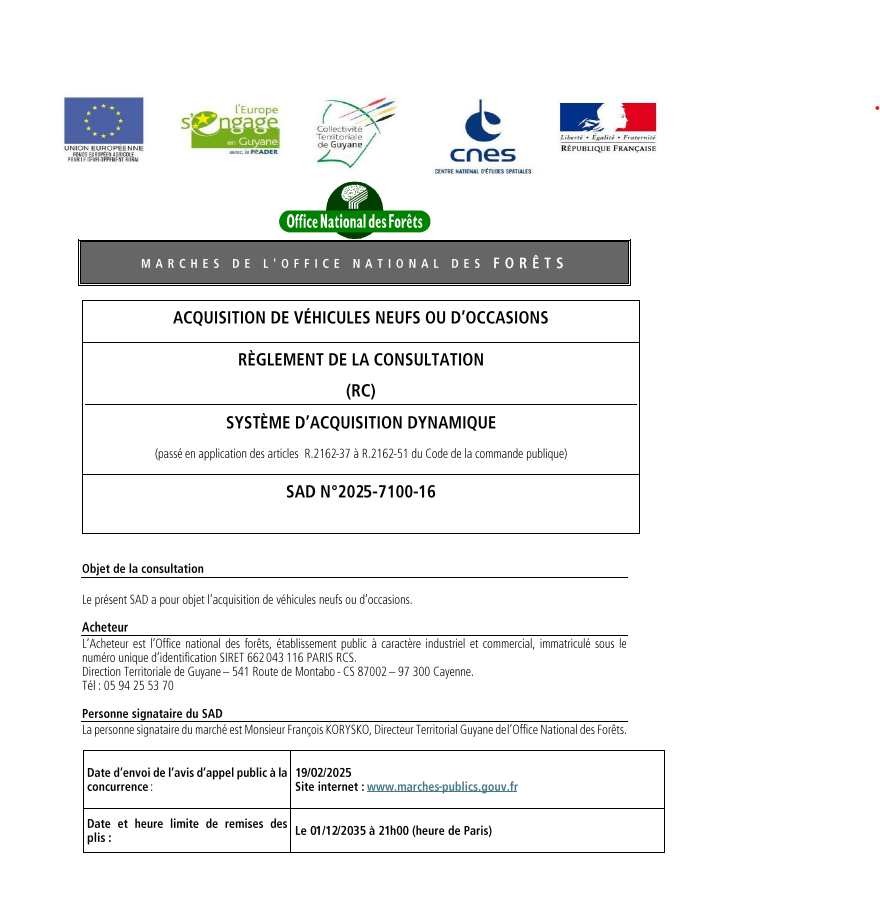 UNION EUROPÉENNE
FONDS EUROPÉEN AGRICOLE
POUR LE DÉVELOPPEMENT RURAL
l'Europe
s'engage
en Guyane
avec le FEADER
Collectivité
Territoriale
de Guyane
cnes
CENTRE NATIONAL D'ÉTUDES SPATIALES
Liberté • Égalité • Fraternité
RÉPUBLIQUE FRANÇAISE
Office National des Forêts
MARCHES DE L'OFFICE NATIONAL DES FORÊTS
ACQUISITION DE VÉHICULES NEUFS OU D’OCCASIONS
RÈGLEMENT DE LA CONSULTATION
(RC)
SYSTÈME D’ACQUISITION DYNAMIQUE
(passé en application des articles R.2162-37 à R.2162-51 du Code de la commande publique)
SAD N°2025-7100-16
Objet de la consultation
Le présent SAD a pour objet l’acquisition de véhicules neufs ou d’occasions.
Acheteur
L’Acheteur est l’Office national des forêts, établissement public à caractère industriel et commercial, immatriculé sous le
numéro unique d’identification SIRET 662 043 116 PARIS RCS.
Direction Territoriale de Guyane – 541 Route de Montabo - CS 87002 – 97 300 Cayenne.
Tél : 05 94 25 53 70
Personne signataire du SAD
La personne signataire du marché est Monsieur François KORYSKO, Directeur Territorial Guyane del’Office National des Forêts.
Date d’envoi de l’avis d’appel public à la
concurrence :
19/02/2025
Site internet : www.marches-publics.gouv.fr
Date et heure limite de remises des
plis :
Le 01/12/2035 à 21h00 (heure de Paris)